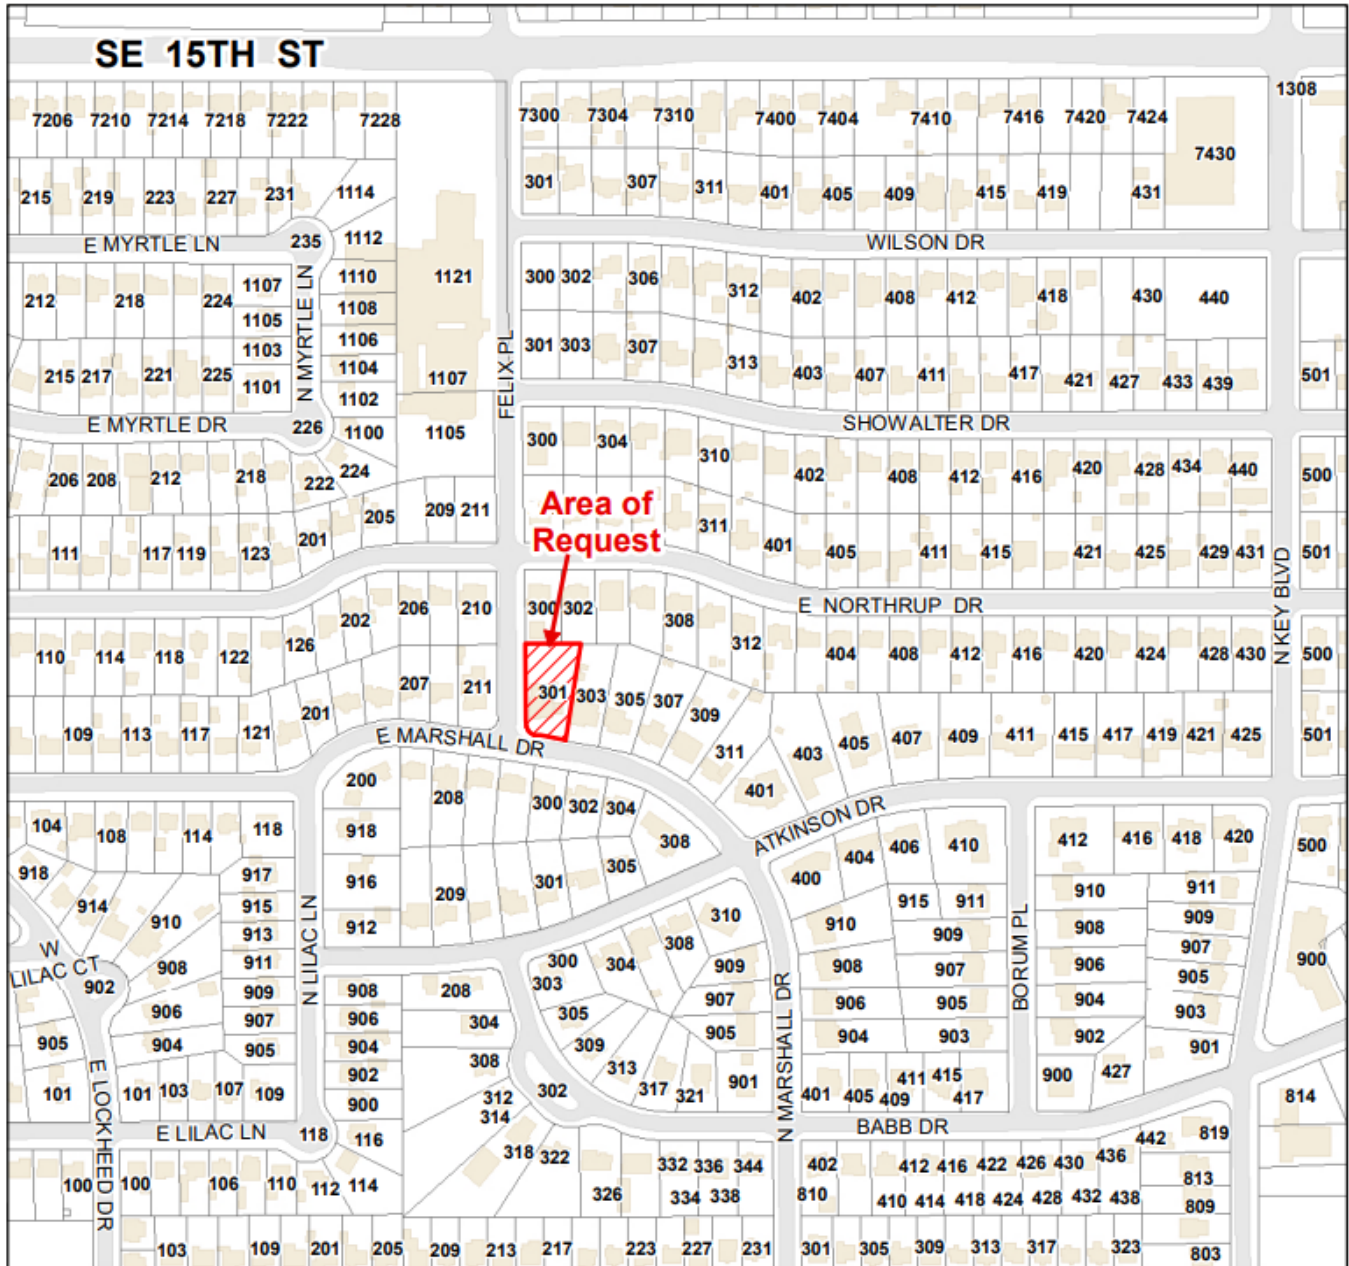 SE 15TH ST
1308
7206 7210 7214 7218 7222 7228
7300 7304 7310 7400 7404 7410 7416 7420 7424
7430
215 219 223 227 231 1114
301 307 311 401 405 409 415 419 431
E MYRTLE LN
235
1112
WILSON DR
212 218 224 1107
1105
1103
1101
N MYRTLE LN
1110
1108
1106
1104
1102
1100
1121
1107
1105
FELIX PL
300 302 306 312 402 408 412 418 430 440
301 303 307 313 403 407 411 417 421 427 433 439
501
215 217 221 225
E MYRTLE DR
226
SHOWALTER DR
300 304 310 402 408 412 416 420 428 434 440
500
206 208 212 218 222 224
205 209 211
111 117 119 123 201
Area of
Request
311 401 405 411 415 421 425 429 431
501
N KEY BLVD
E NORTHRUP DR
126 202 206 210
300 302 308 312 404 408 412 416 420 424 428 430
500
110 114 118 122
207 211
301 303 305 307 309 311 401
109 113 117 121 201
E MARSHALL DR
403 405 407 409 411 415 417 419 421 425
501
ATKINSON DR
200
918
916
912
208 300 302 304 308
209 301 305
104 108 114 118
918 914 910 908 906 904
917
915
913
911
909
907
905
N LILAC LN
W
LILAC CT
902
905
101
E LOCKHEED DR
101 103 107 109
908
906
904
902
900
208
304
308
312
314
318 322
302
300
303
305
309
313
317 321
304 308 310
909
907
905
901
N MARSHALL DR
400 404 406 410
910
908
906
904
915 911
909
907
905
903
401 405 409 411 415 417
BORUM PL
412 416 418 420
910
908
906
904
902
900
911
909
907
905
903
901
427
500
900
814
E LILAC LN
118
116
114
112
BABB DR
442
819
813
809
803
100 100 106 110
326
332 336 344
334 338
402
810
412 416 422 426 430 436
410 414 418 424 428 432 438
103 109 201 205 209 213 217 223 227 231 301 305 309 313 317 323